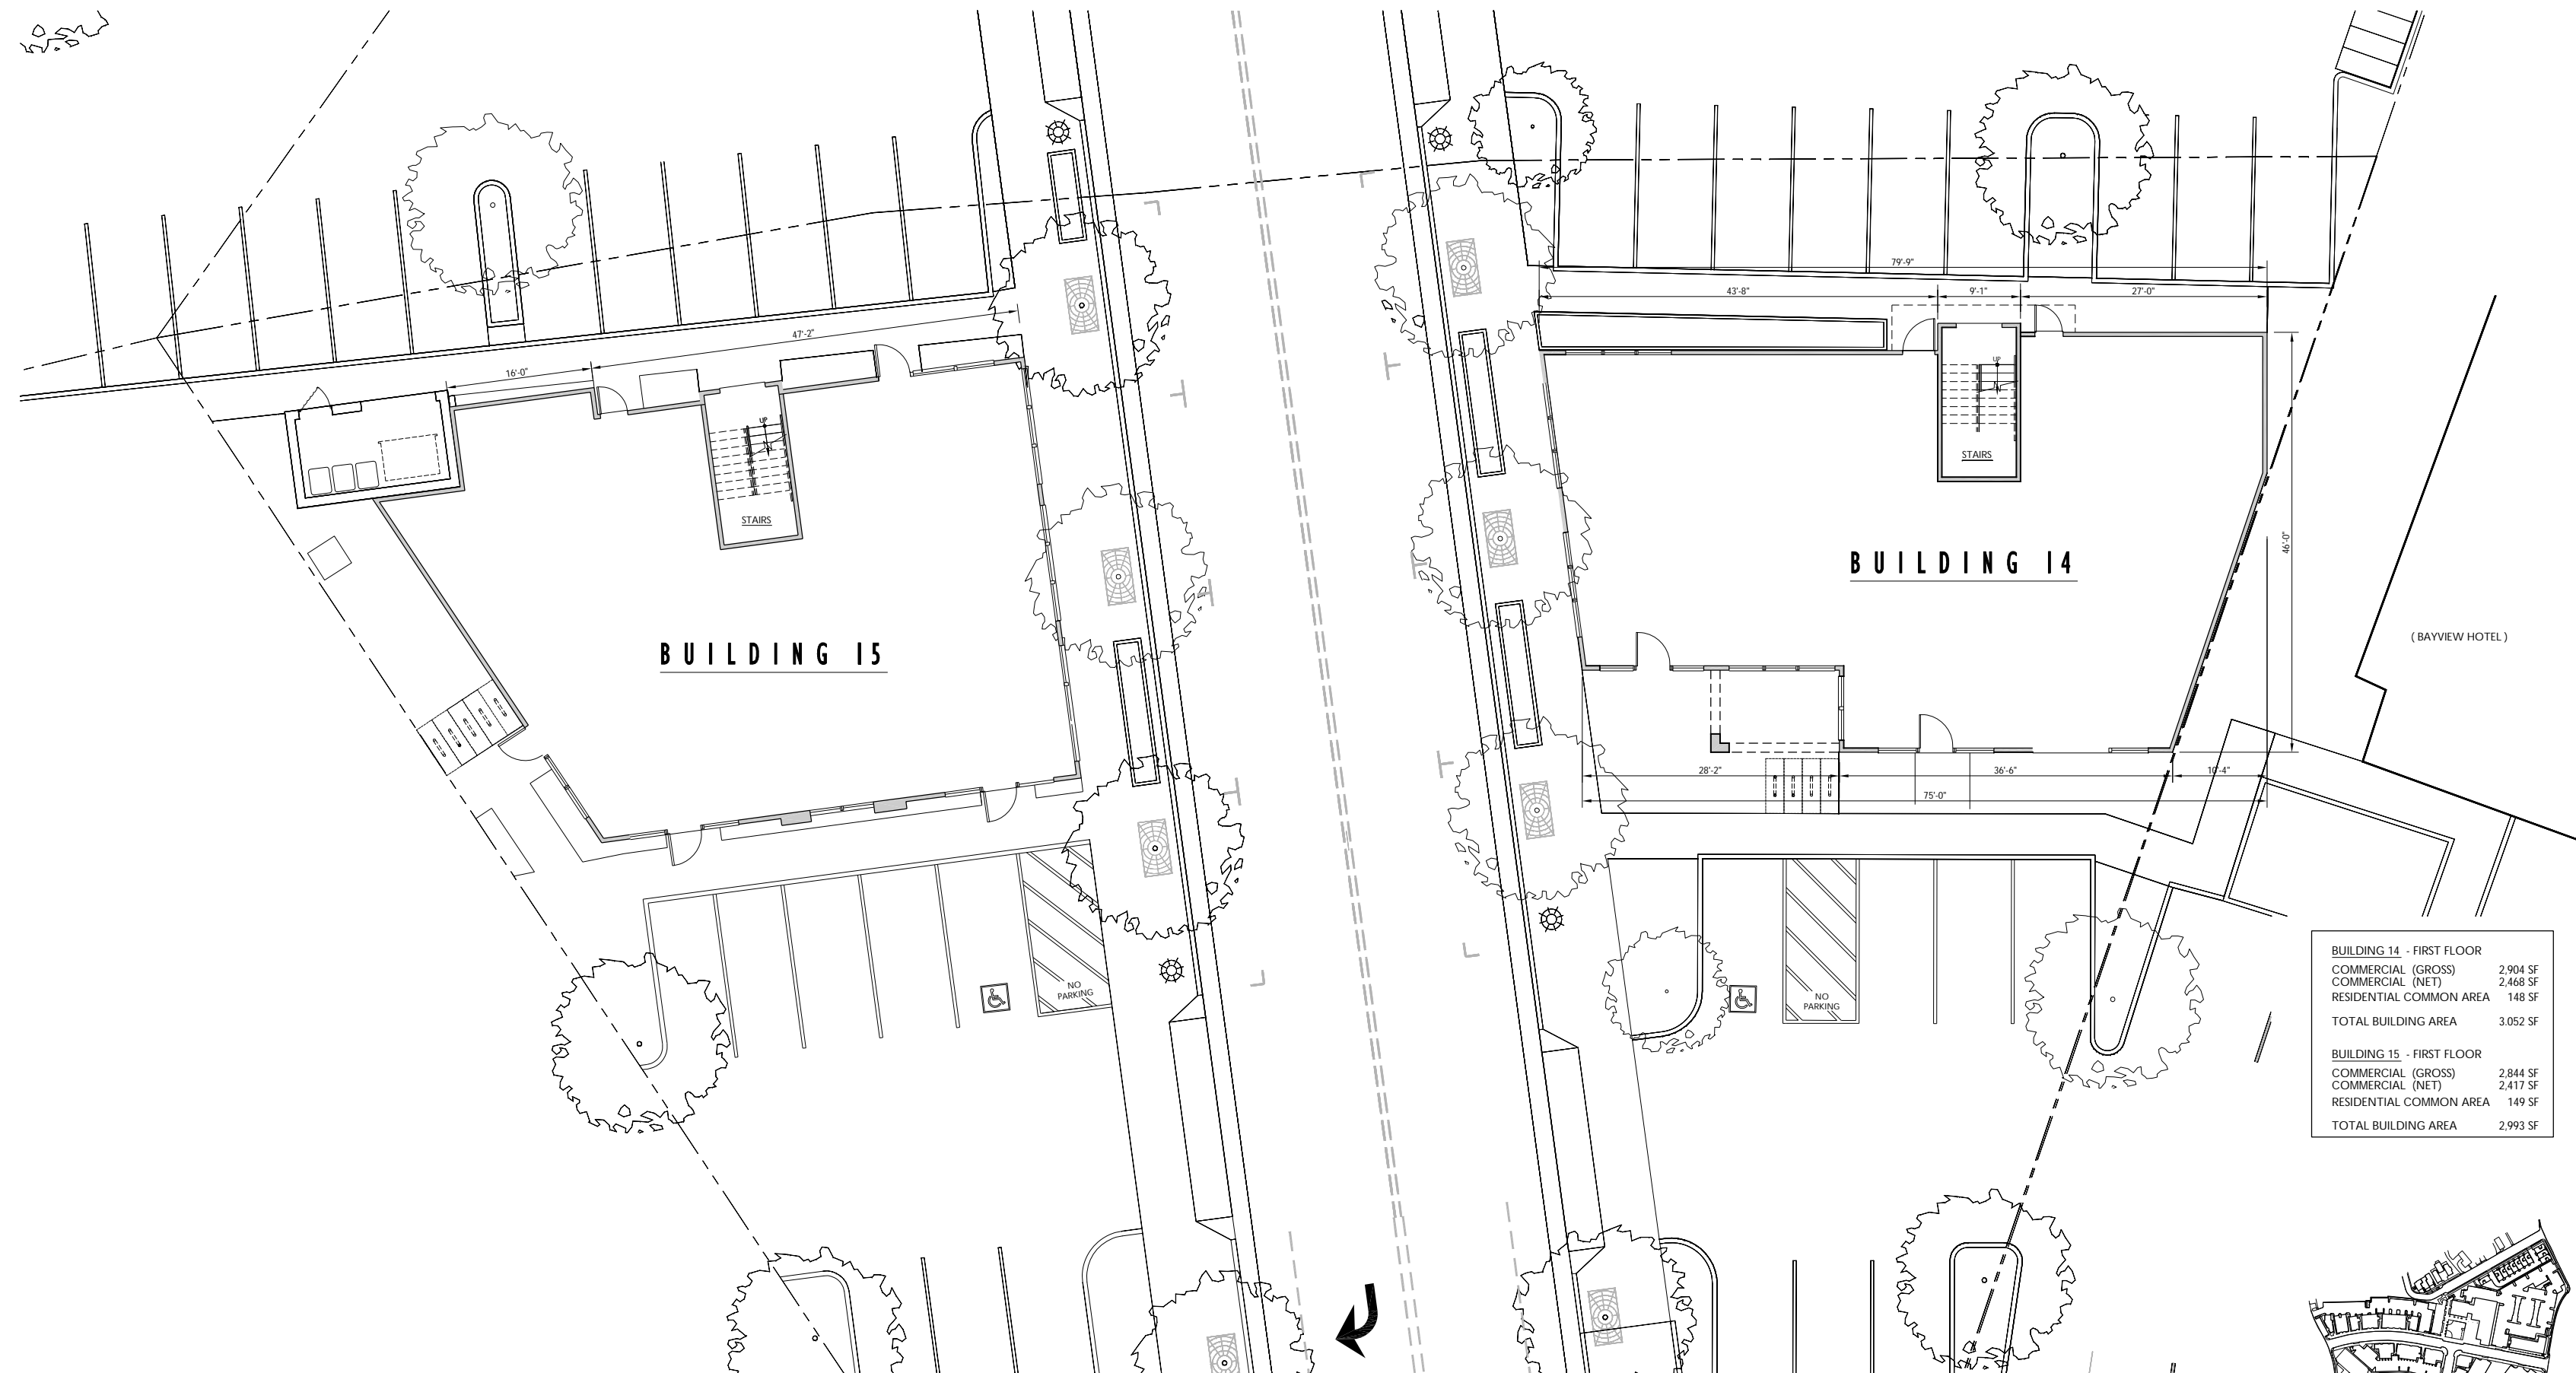 79'-9"
43'-8"
9'-1"
27'-0"
47'-2"
16'-0"
UP
UP
STAIRS
STAIRS
46'-0"
BUILDING 14
BUILDING 15
( BAYVIEW HOTEL )
28'-2"
36'-6"
10'-4"
75'-0"
NO
PARKING
NO
PARKING
BUILDING 14 - FIRST FLOOR
COMMERCIAL (GROSS) 2,904 SF
COMMERCIAL (NET) 2,468 SF
RESIDENTIAL COMMON AREA 148 SF
TOTAL BUILDING AREA 3.052 SF
BUILDING 15 - FIRST FLOOR
COMMERCIAL (GROSS) 2,844 SF
COMMERCIAL (NET) 2,417 SF
RESIDENTIAL COMMON AREA 149 SF
TOTAL BUILDING AREA 2,993 SF